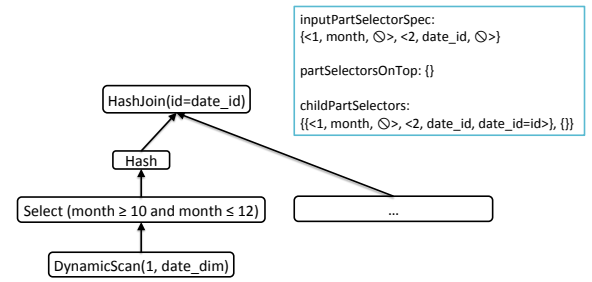 inputPartSelectorSpec:
{<1, month, 🛇>, <2, date_id, 🛇>}
partSelectorsOnTop: {}
childPartSelectors:
{{<1, month, 🛇>, <2, date_id, date_id=id>}, {}}
HashJoin(id=date_id)
Hash
Select (month ≥ 10 and month ≤ 12)
...
DynamicScan(1, date_dim)